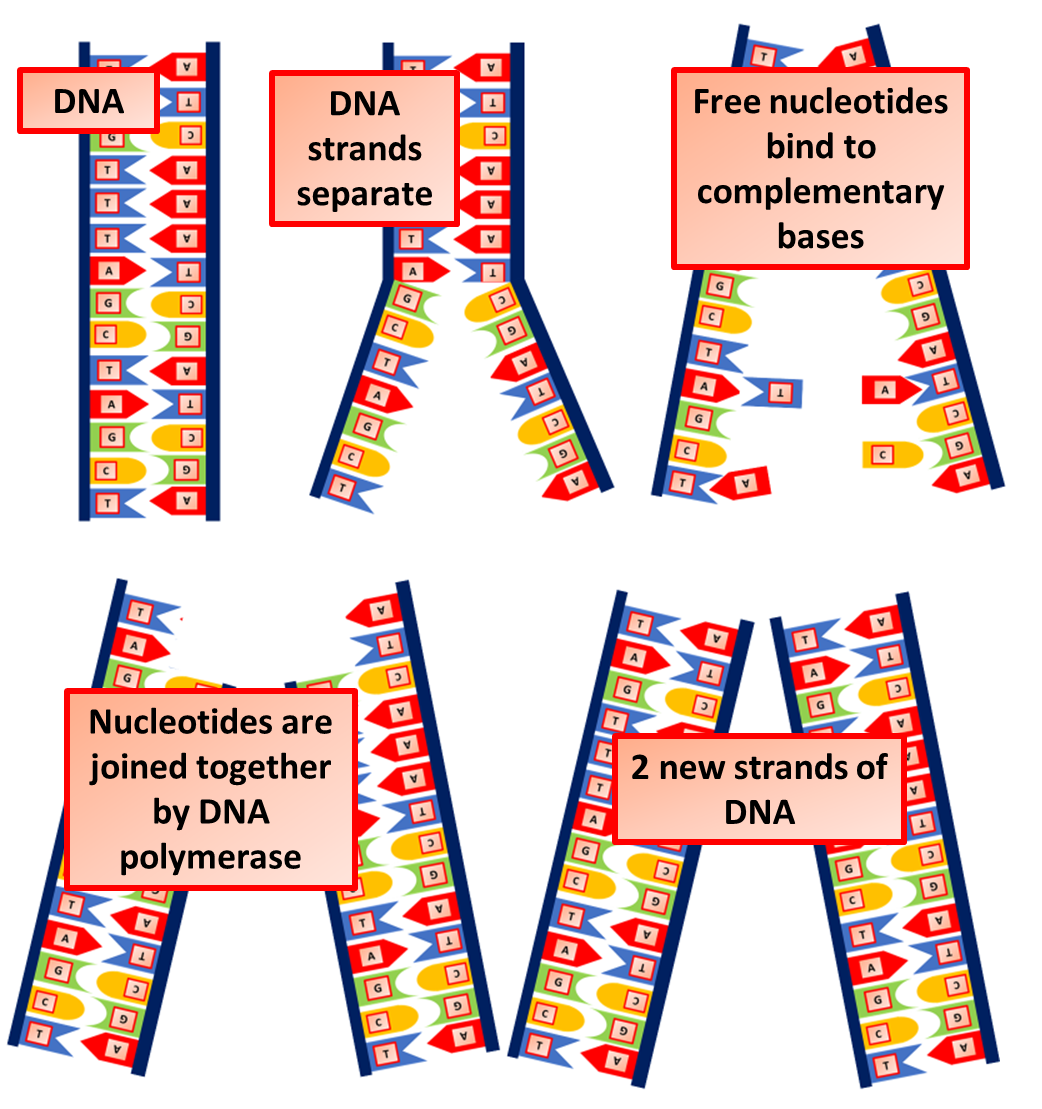 DNA
A
T
G C
T A
T A
T A
A T
G C
C G
T A
A T
G C
C G
T A
DNA
strands
separate
A
T
C
A
A
T A
A T
G C
C G
T A
A T
G C
C G
T A
T A
Free nucleotides
bind to
complementary
bases
G C
C G
T A
A T A T
G C
C C G
T A A
T A
A T
G C
Nucleotides are
joined together
by DNA
polymerase
A
A
A
T
C
G
T A T A
A T A T
G C G C
C G C G
T A T A
T A T A
A T A T
G C G C
T A
2 new strands of
DNA
T A
T A
A T
G C G C
C G C G
T A T A
A T A T
G C G C
C G C G
T A T A